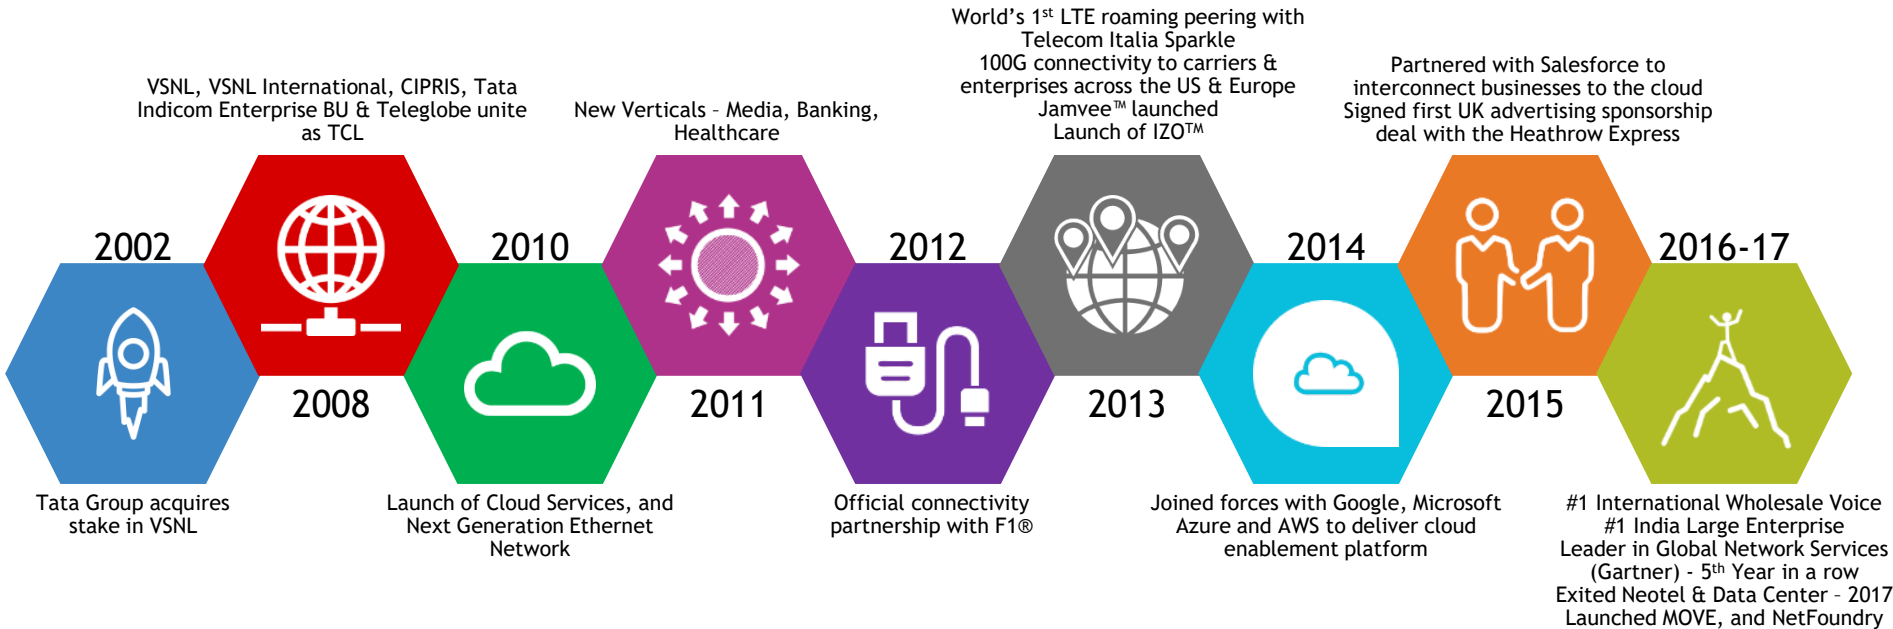 2002
Tata Group acquires
stake in VSNL
VSNL, VSNL International, CIPRIS, Tata
Indicom Enterprise BU & Teleglobe unite
as TCL
2008
2010
Launch of Cloud Services, and
Next Generation Ethernet
Network
New Verticals – Media, Banking,
Healthcare
2011
2012
Official connectivity
partnership with F1®
World’s 1st LTE roaming peering with
Telecom Italia Sparkle
100G connectivity to carriers &
enterprises across the US & Europe
Jamvee™ launched
Launch of IZO™
2013
2014
Joined forces with Google, Microsoft
Azure and AWS to deliver cloud
enablement platform
Partnered with Salesforce to
interconnect businesses to the cloud
Signed first UK advertising sponsorship
deal with the Heathrow Express
2015
2016-17
#1 International Wholesale Voice
#1 India Large Enterprise
Leader in Global Network Services
(Gartner) - 5th Year in a row
Exited Neotel & Data Center – 2017
Launched MOVE, and NetFoundry